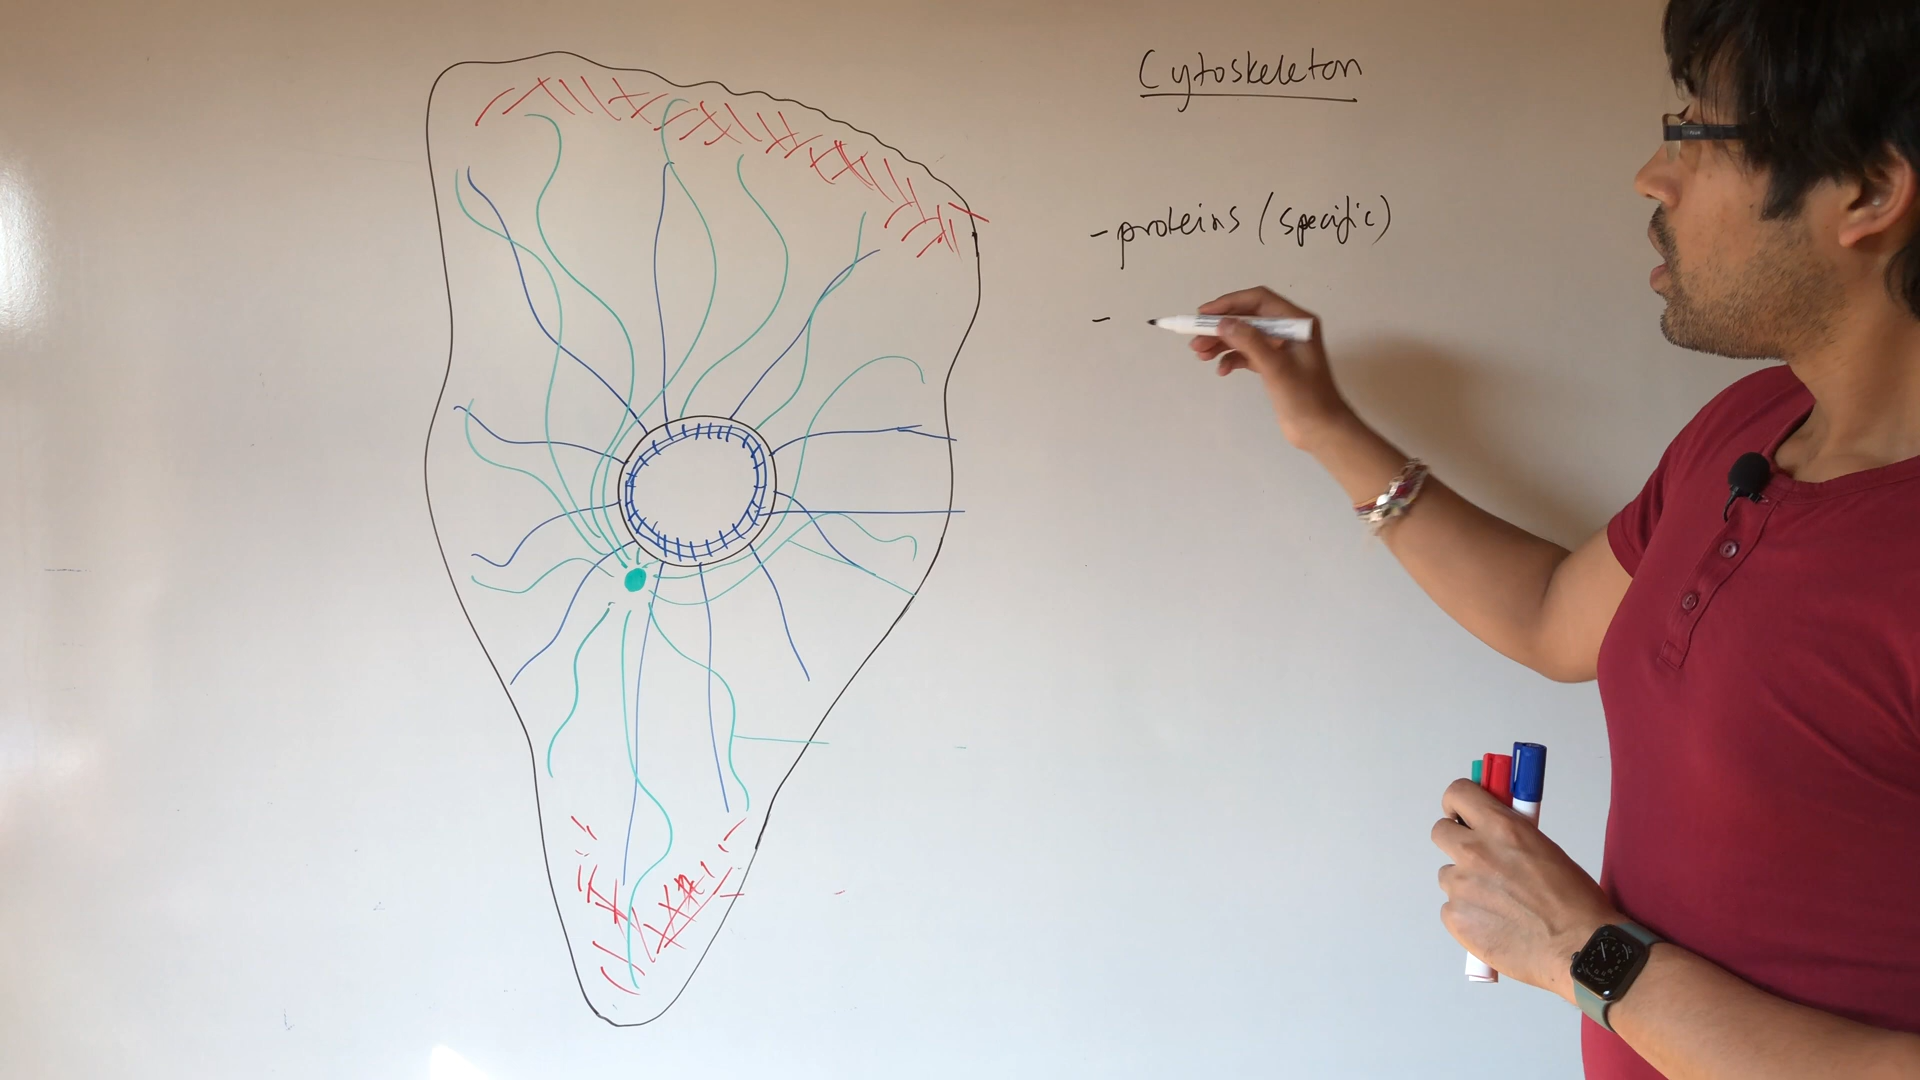 Cytoskeleton
- proteins (specific)
-